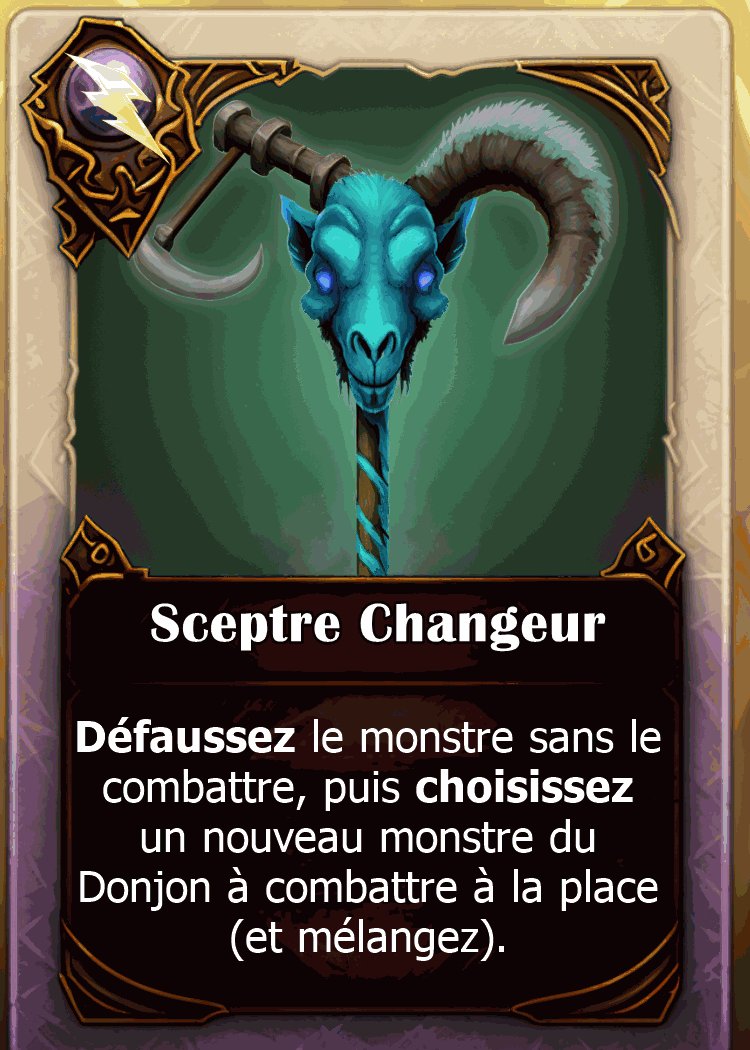 Sceptre Changeur
Défaussez le monstre sans le
combattre, puis choisissez
un nouveau monstre du
Donjon à combattre à la place
(et mélangez).